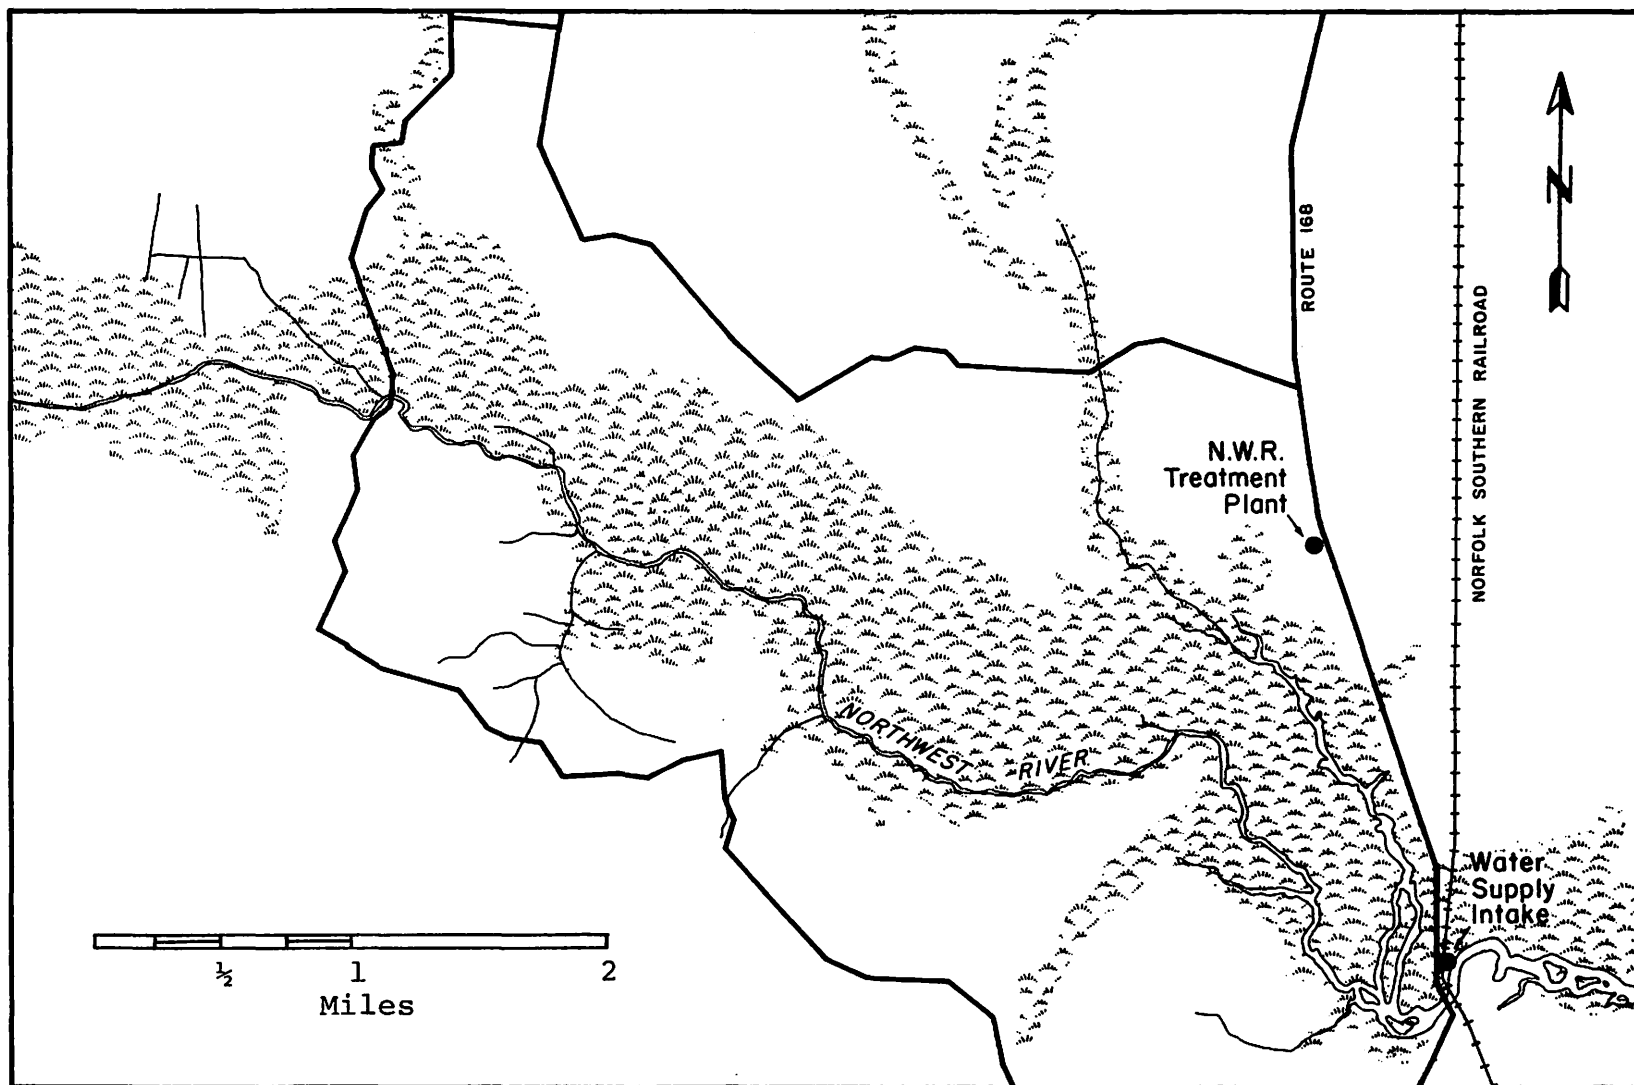 N
ROUTE 168
NORFOLK SOUTHERN RAILROAD
N.W.R.
Treatment
Plant
NORTHWEST RIVER
Water
Supply
Intake
½ 1 2
Miles